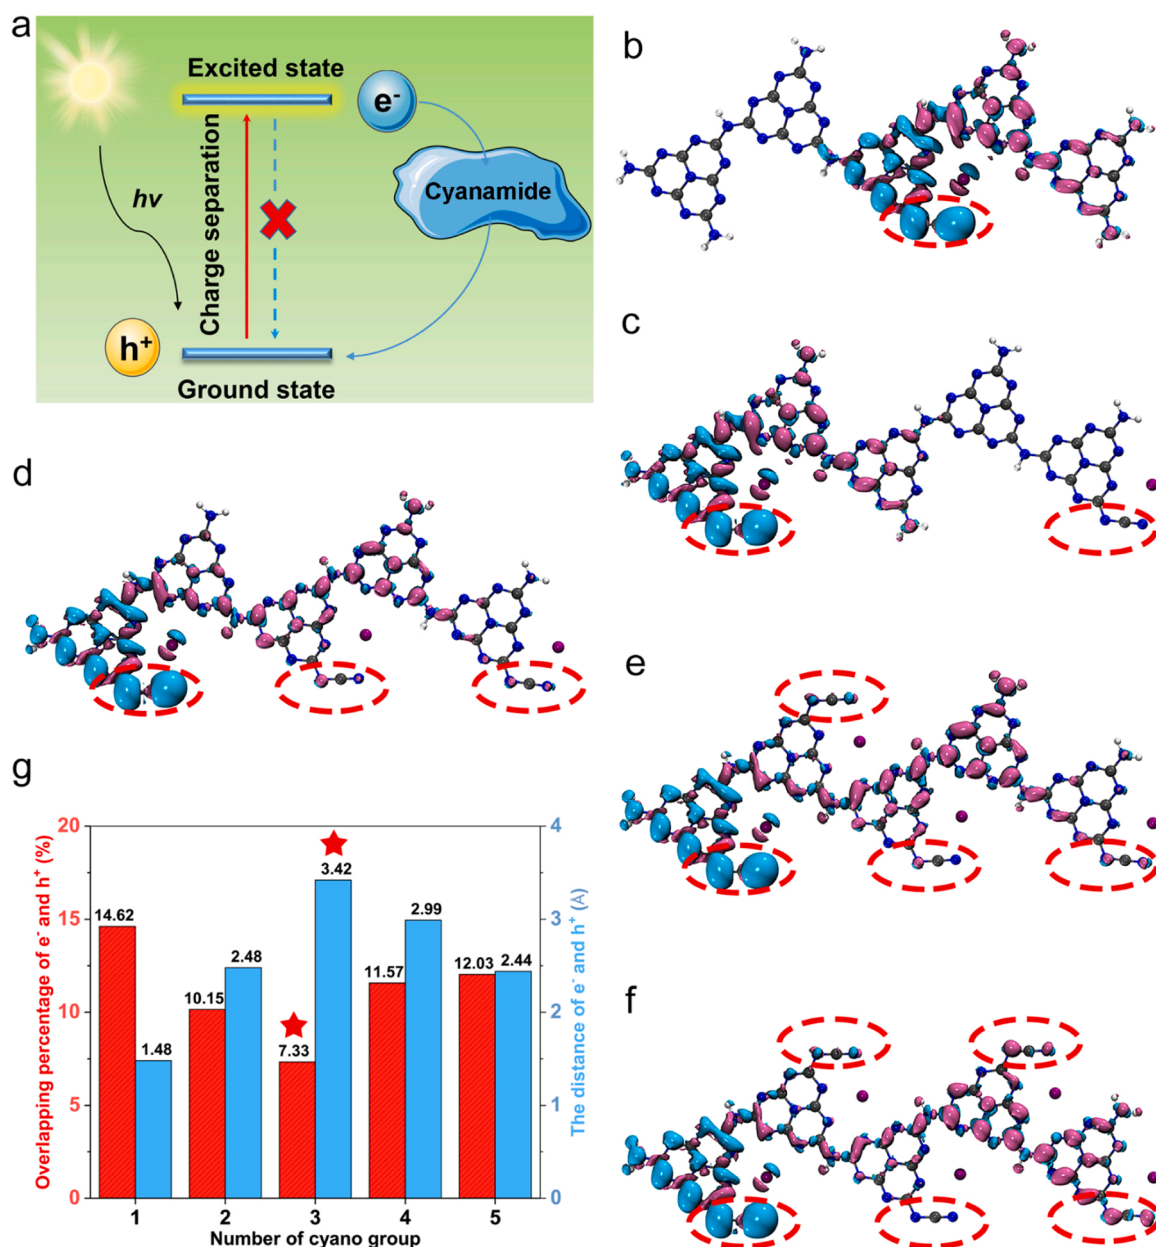 a
Excited state
e-
Charge separation
hv
Cyanamide
h+
Ground state
b
c
d
e
f
g
Overlapping percentage of e- and h+ (%)
20
15
10
5
0
14.62
1.48
10.15
2.48
7.33
3.42
11.57
2.99
12.03
2.44
4
3
2
1
0
The distance of e- and h+ (Å)
1 2 3 4 5
Number of cyano group